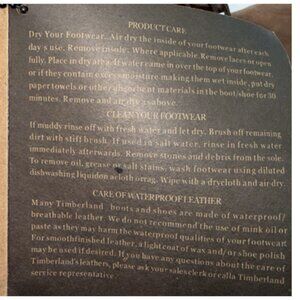 PRODUCT CARE
Dry Your Footwear. Air dry the inside of your footwear after each
day's use. Remove insole. Where applicable. Remove laces or open
fully. Place in dry area. If water came in over the top of your footwear,
or if they contain excess moisture making them wet inside, put dry
paper towels or other absorbent materials in the boot/shoe for 30
minutes. Remove and air dry as above.
CLEAN YOUR FOOTWEAR
If muddy rinse off with fresh water and let dry. Brush off remaining
dirt with stiff brush. If used in salt water, rinse in fresh water
immediately afterwards. Remove stones and debris from the sole.
To remove oil, grease or salt stains, wash footwear using diluted
dishwashing liquid on a cloth or rag. Wipe with a dry cloth and air-dry.
CARE OF WATERPROOF LEATHER
Many Timberland boots and shoes are made of waterproof/
breathable leather. We do not recommend the use of mink oil or
paste as they may harm the waterproof qualities of your footwear.
For smooth finished leather, a light coat of wax and/or shoe polish
may be used if desired. If you have any questions about the care of
Timberland's leathers, please ask your sales clerk or calla Timberland
service representative.